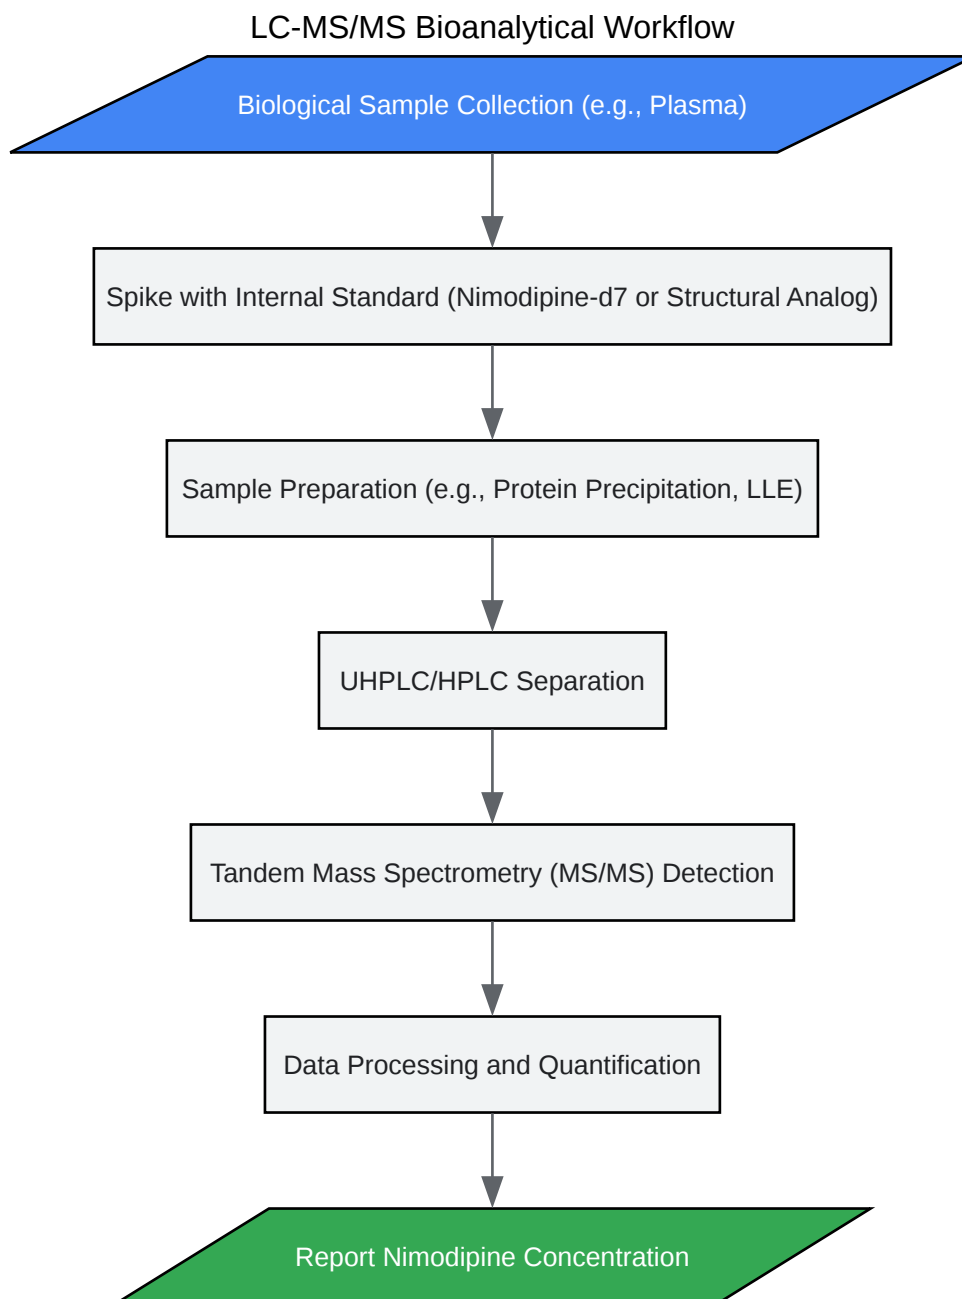 LC-MS/MS Bioanalytical Workflow
Biological Sample Collection (e.g., Plasma)
Spike with Internal Standard (Nimodipine-d7 or Structural Analog)
Sample Preparation (e.g., Protein Precipitation, LLE)
UHPLC/HPLC Separation
Tandem Mass Spectrometry (MS/MS) Detection
Data Processing and Quantification
Report Nimodipine Concentration